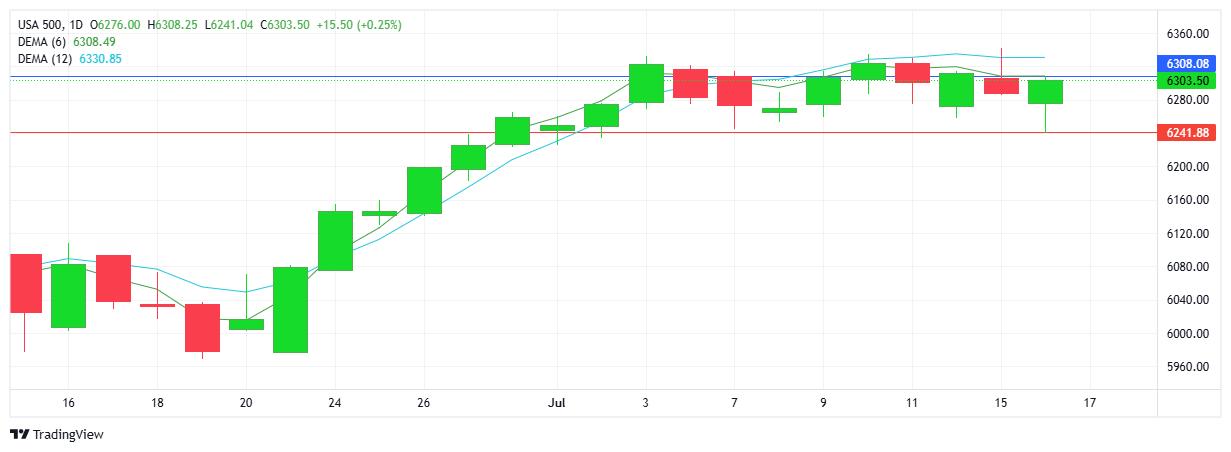 USA 500, 1D O6276.00 H6308.25 L6241.04 C6303.50 +15.50 (+0.25%)
DEMA (6) 6308.49
DEMA (12) 6330.85
6360.00
6308.08
6303.50
6280.00
6241.88
6200.00
6160.00
6120.00
6080.00
6040.00
6000.00
5960.00
16 18 20 24 26 Jul 3 7 9 11 15 17
TradingView